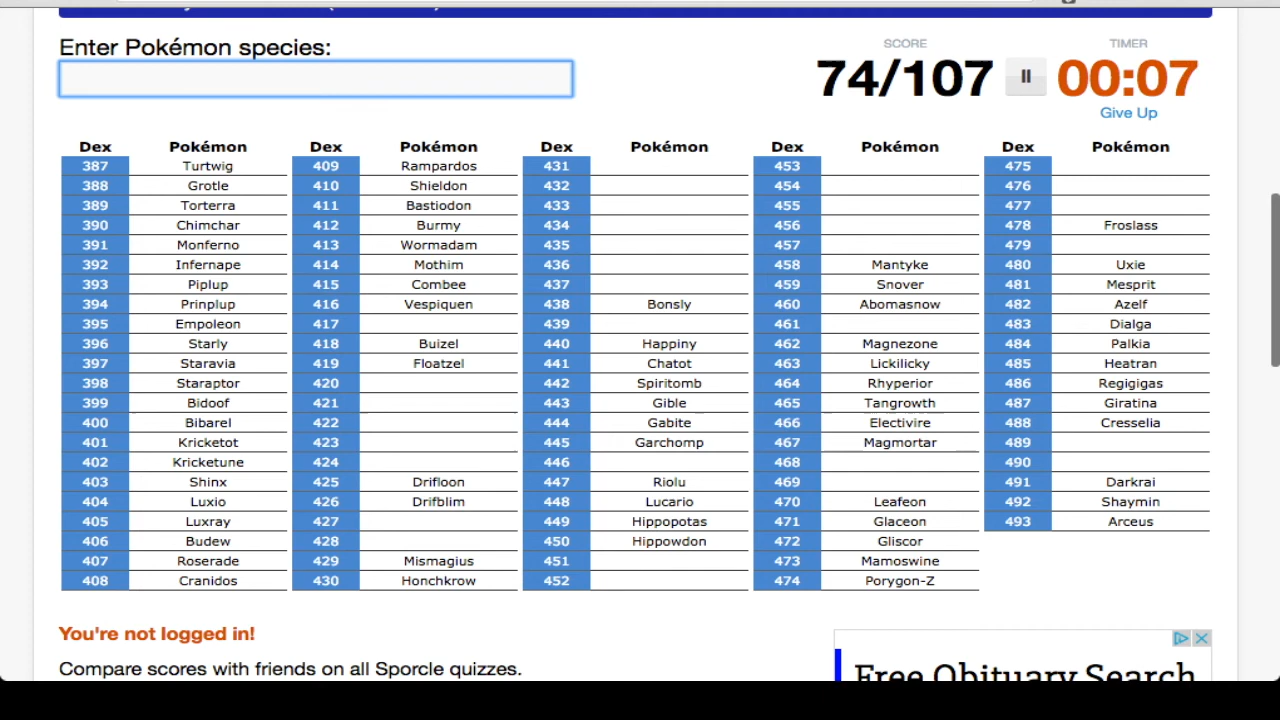 Enter Pokémon species:
SCORE TIMER
74/107 00:07
Give Up
Dex Pokémon Dex Pokémon Dex Pokémon Dex Pokémon Dex Pokémon
387 Turtwig 409 Rampardos 431 453 475
388 Grotle 410 Shieldon 432 454 476
389 Torterra 411 Bastiodon 433 455 477
390 Chimchar 412 Burmy 434 456 478 Froslass
391 Monferno 413 Wormadam 435 457 479
392 Infernape 414 Mothim 436 458 Mantyke 480 Uxie
393 Piplup 415 Combee 437 459 Snover 481 Mesprit
394 Prinplup 416 Vespiquen 438 Bonsly 460 Abomasnow 482 Azelf
395 Empoleon 417 439 461 483 Dialga
396 Starly 418 Buizel 440 Happiny 462 Magnezone 484 Palkia
397 Staravia 419 Floatzel 441 Chatot 463 Lickilicky 485 Heatran
398 Staraptor 420 442 Spiritomb 464 Rhyperior 486 Regigigas
399 Bidoof 421 443 Gible 465 Tangrowth 487 Giratina
400 Bibarel 422 444 Gabite 466 Electivire 488 Cresselia
401 Kricketot 423 445 Garchomp 467 Magmortar 489
402 Kricketune 424 446 468 490
403 Shinx 425 Drifloon 447 Riolu 469 491 Darkrai
404 Luxio 426 Drifblim 448 Lucario 470 Leafeon 492 Shaymin
405 Luxray 427 449 Hippopotas 471 Glaceon 493 Arceus
406 Budew 428 450 Hippowdon 472 Gliscor
407 Roserade 429 Mismagius 451 473 Mamoswine
408 Cranidos 430 Honchkrow 452 474 Porygon-Z
You're not logged in!
Compare scores with friends on all Sporcle quizzes.
Free Obituary Search